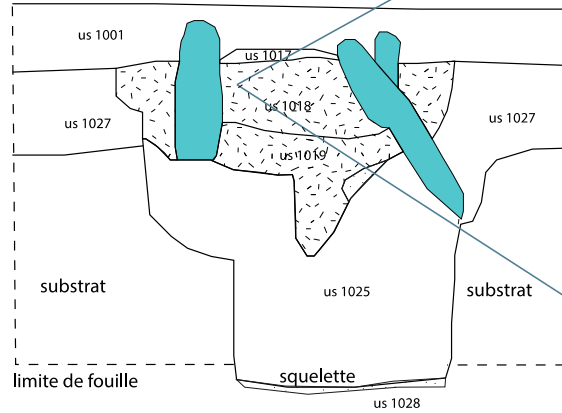 us 1001
us 1017
us 1018
us 1027
us 1027
us 1019
substrat
us 1025
substrat
squelette
limite de fouille
us 1028